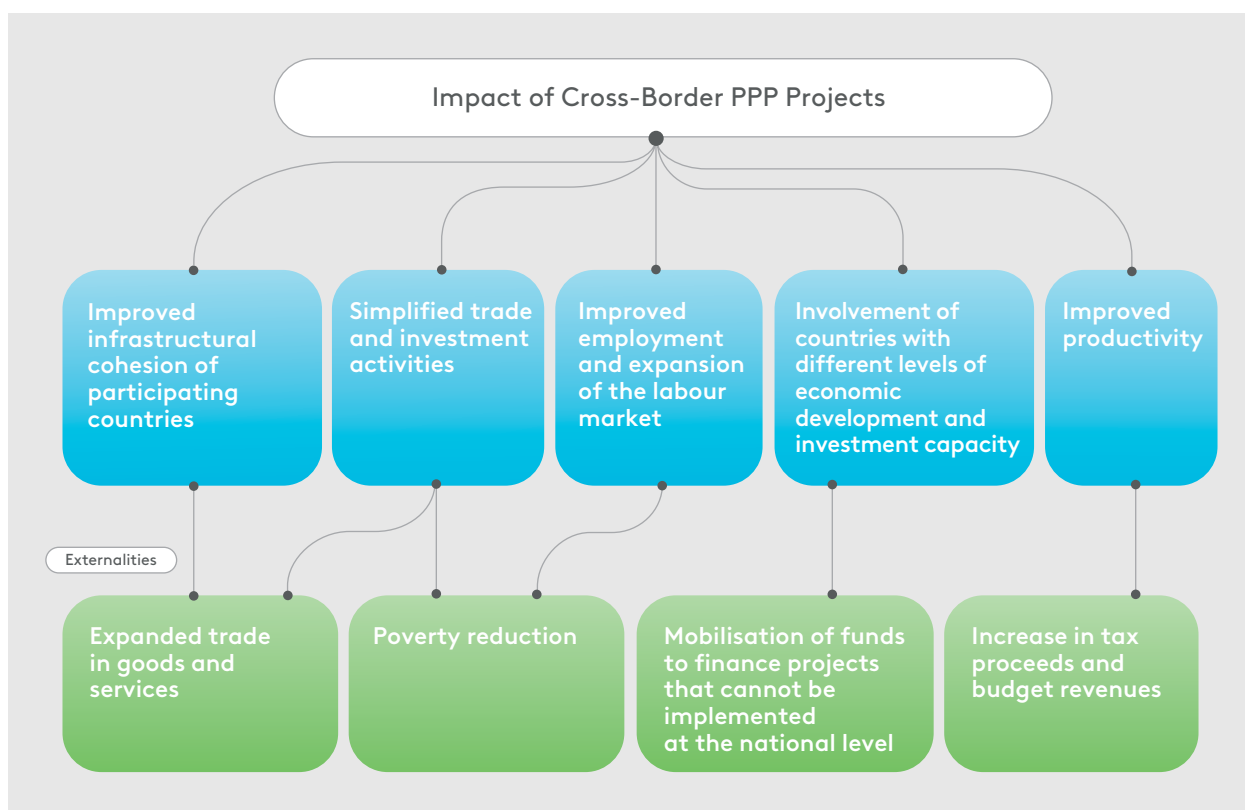 Impact of Cross-Border PPP Projects
Improved
infrastructural
cohesion of
participating
countries
Simplified trade
and investment
activities
Improved
employment
and expansion
of the labour
market
Involvement of
countries with
different levels of
economic
development and
investment capacity
Improved
productivity
Externalities
Expanded trade
in goods and
services
Poverty reduction
Mobilisation of funds
to finance projects
that cannot be
implemented
at the national level
Increase in tax
proceeds and
budget revenues